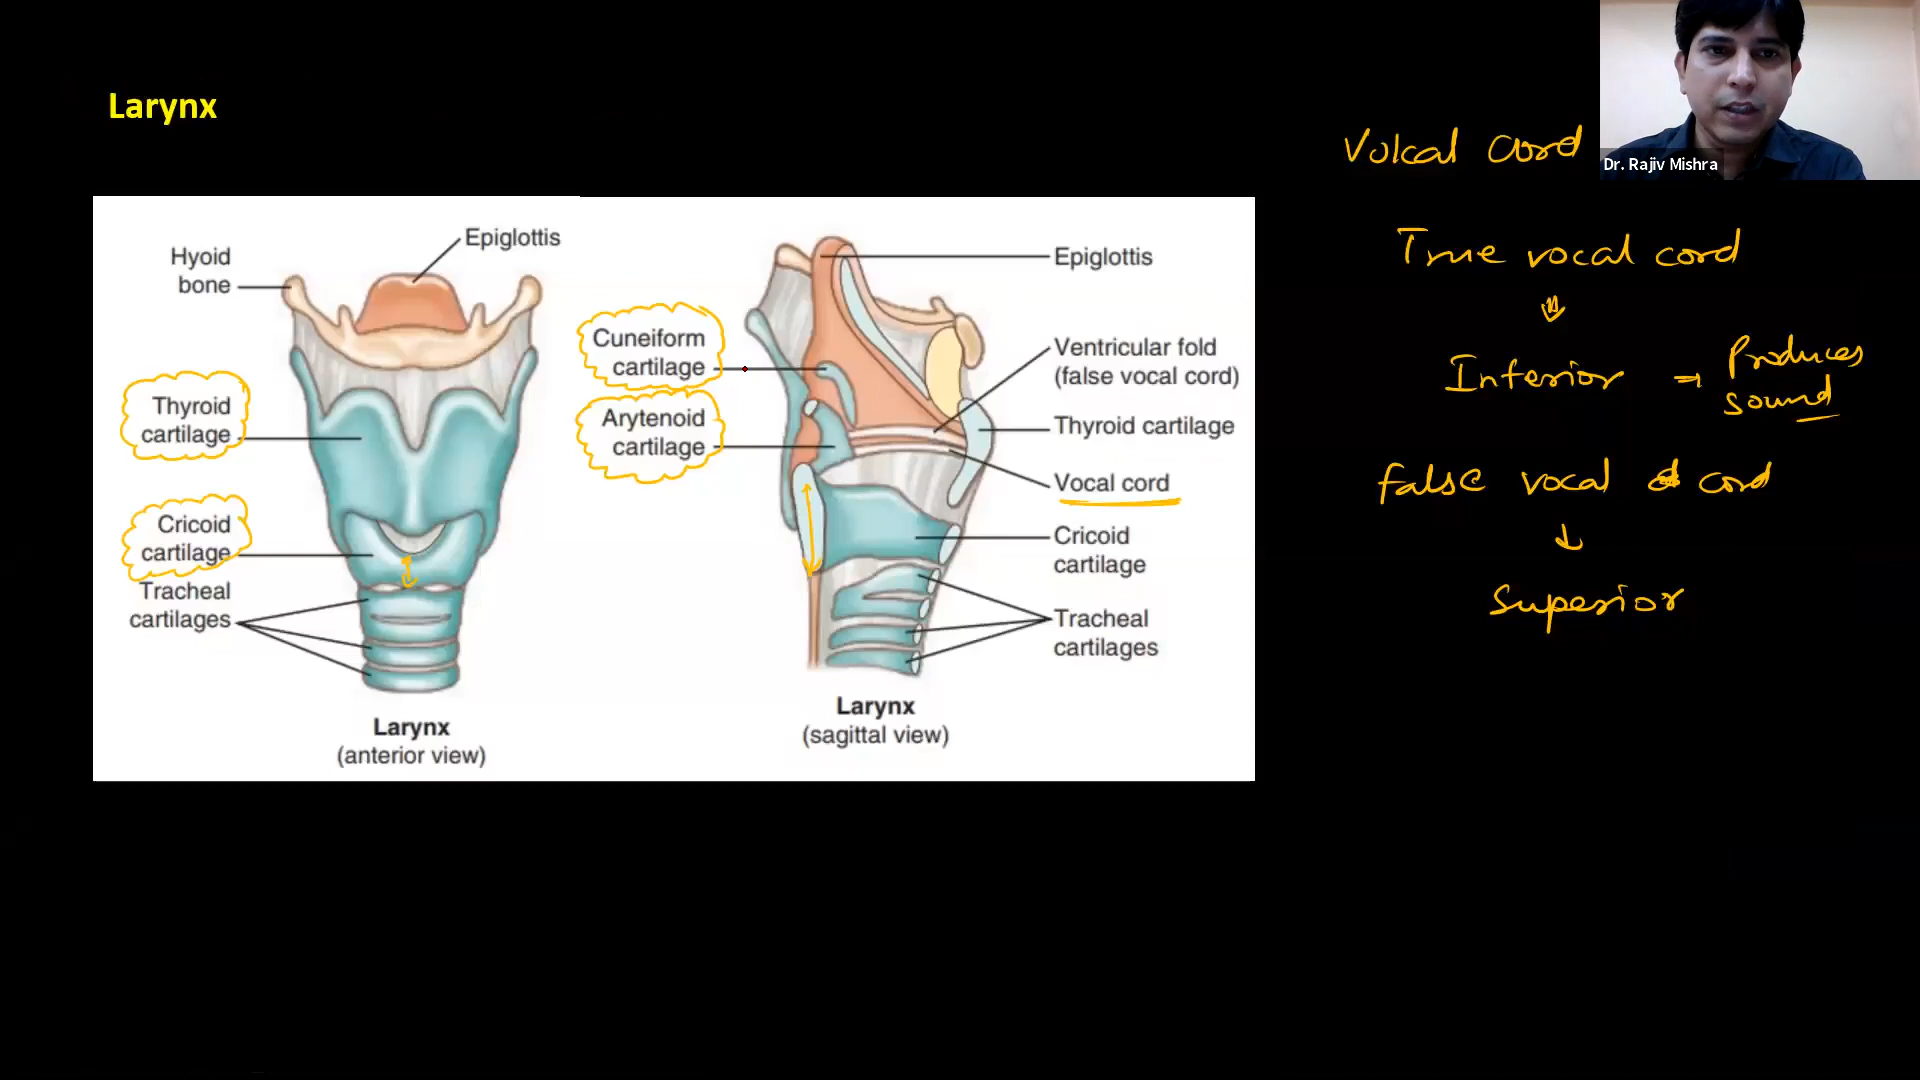 Larynx
Hyoid
bone
Epiglottis
Thyroid
cartilage
Cricoid
cartilage
Tracheal
cartilages
Larynx
(anterior view)
Cuneiform
cartilage
Arytenoid
cartilage
Epiglottis
Ventricular fold
(false vocal cord)
Thyroid cartilage
Vocal cord
Cricoid
cartilage
Tracheal
cartilages
Larynx
(sagittal view)
Volcal Cord
True vocal cord
Inferior → Produces
sound
false vocal cord
Superior
Dr. Rajiv Mishra